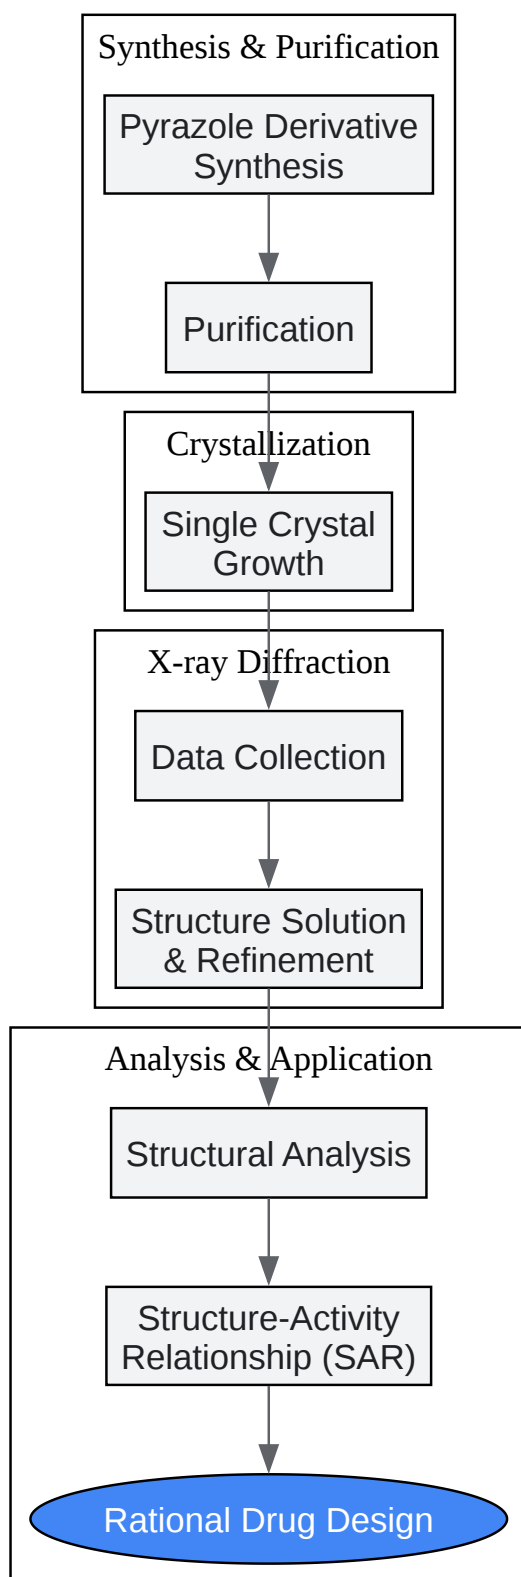 Synthesis & Purification
Pyrazole Derivative
Synthesis
Purification
Crystallization
Single Crystal
Growth
X-ray Diffraction
Data Collection
Structure Solution
& Refinement
Analysis & Application
Structural Analysis
Structure-Activity
Relationship (SAR)
Rational Drug Design